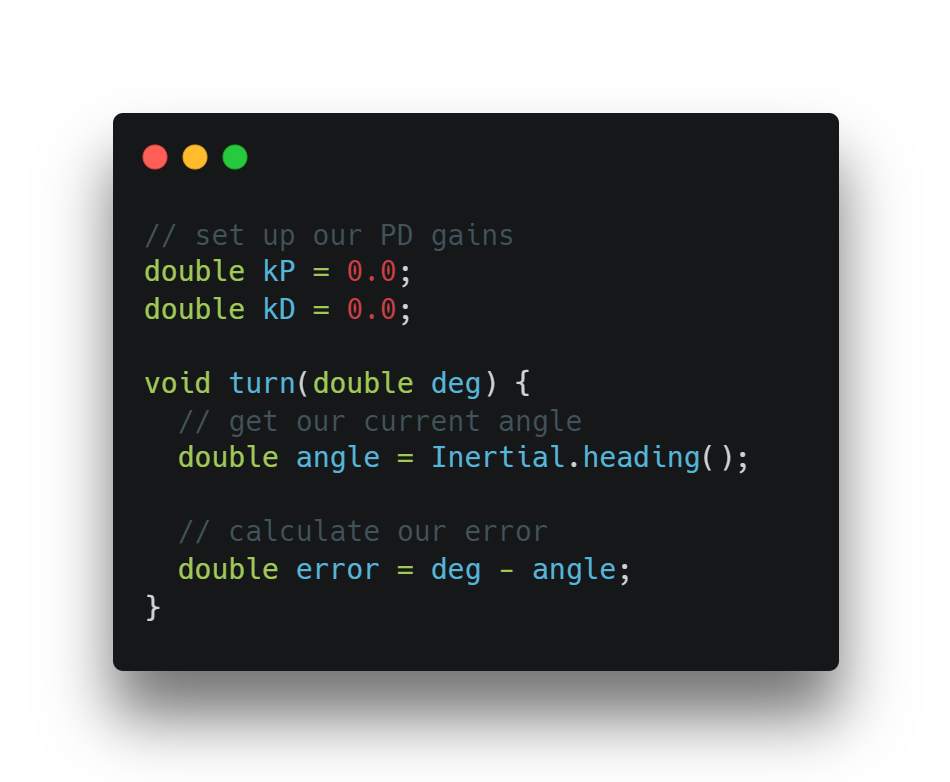 // set up our PD gains
double kP = 0.0;
double kD = 0.0;

void turn(double deg) {
  // get our current angle
  double angle = Inertial.heading();

  // calculate our error
  double error = deg - angle;
}